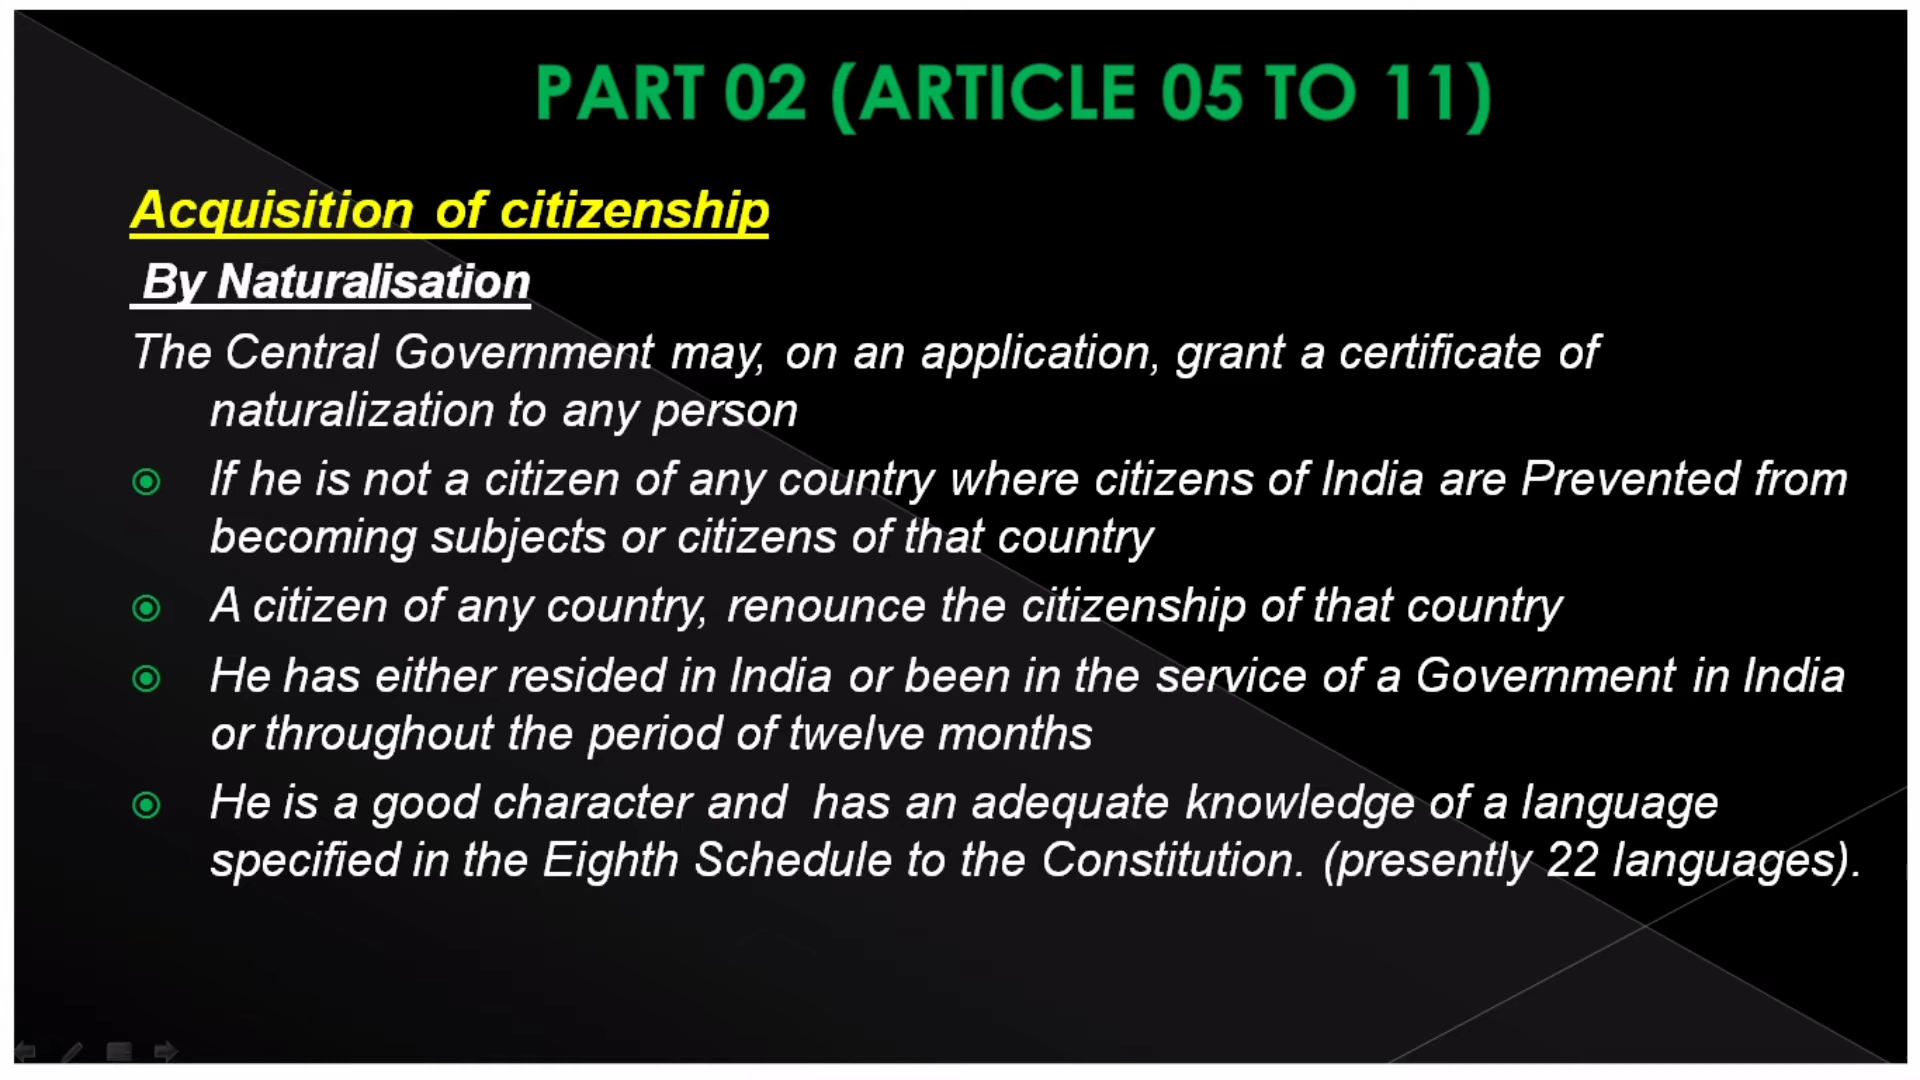 PART 02 (ARTICLE 05 TO 11)
Acquisition of citizenship
By Naturalisation
The Central Government may, on an application, grant a certificate of
naturalization to any person
If he is not a citizen of any country where citizens of India are Prevented from
becoming subjects or citizens of that country
A citizen of any country, renounce the citizenship of that country
He has either resided in India or been in the service of a Government in India
or throughout the period of twelve months
He is a good character and has an adequate knowledge of a language
specified in the Eighth Schedule to the Constitution. (presently 22 languages).